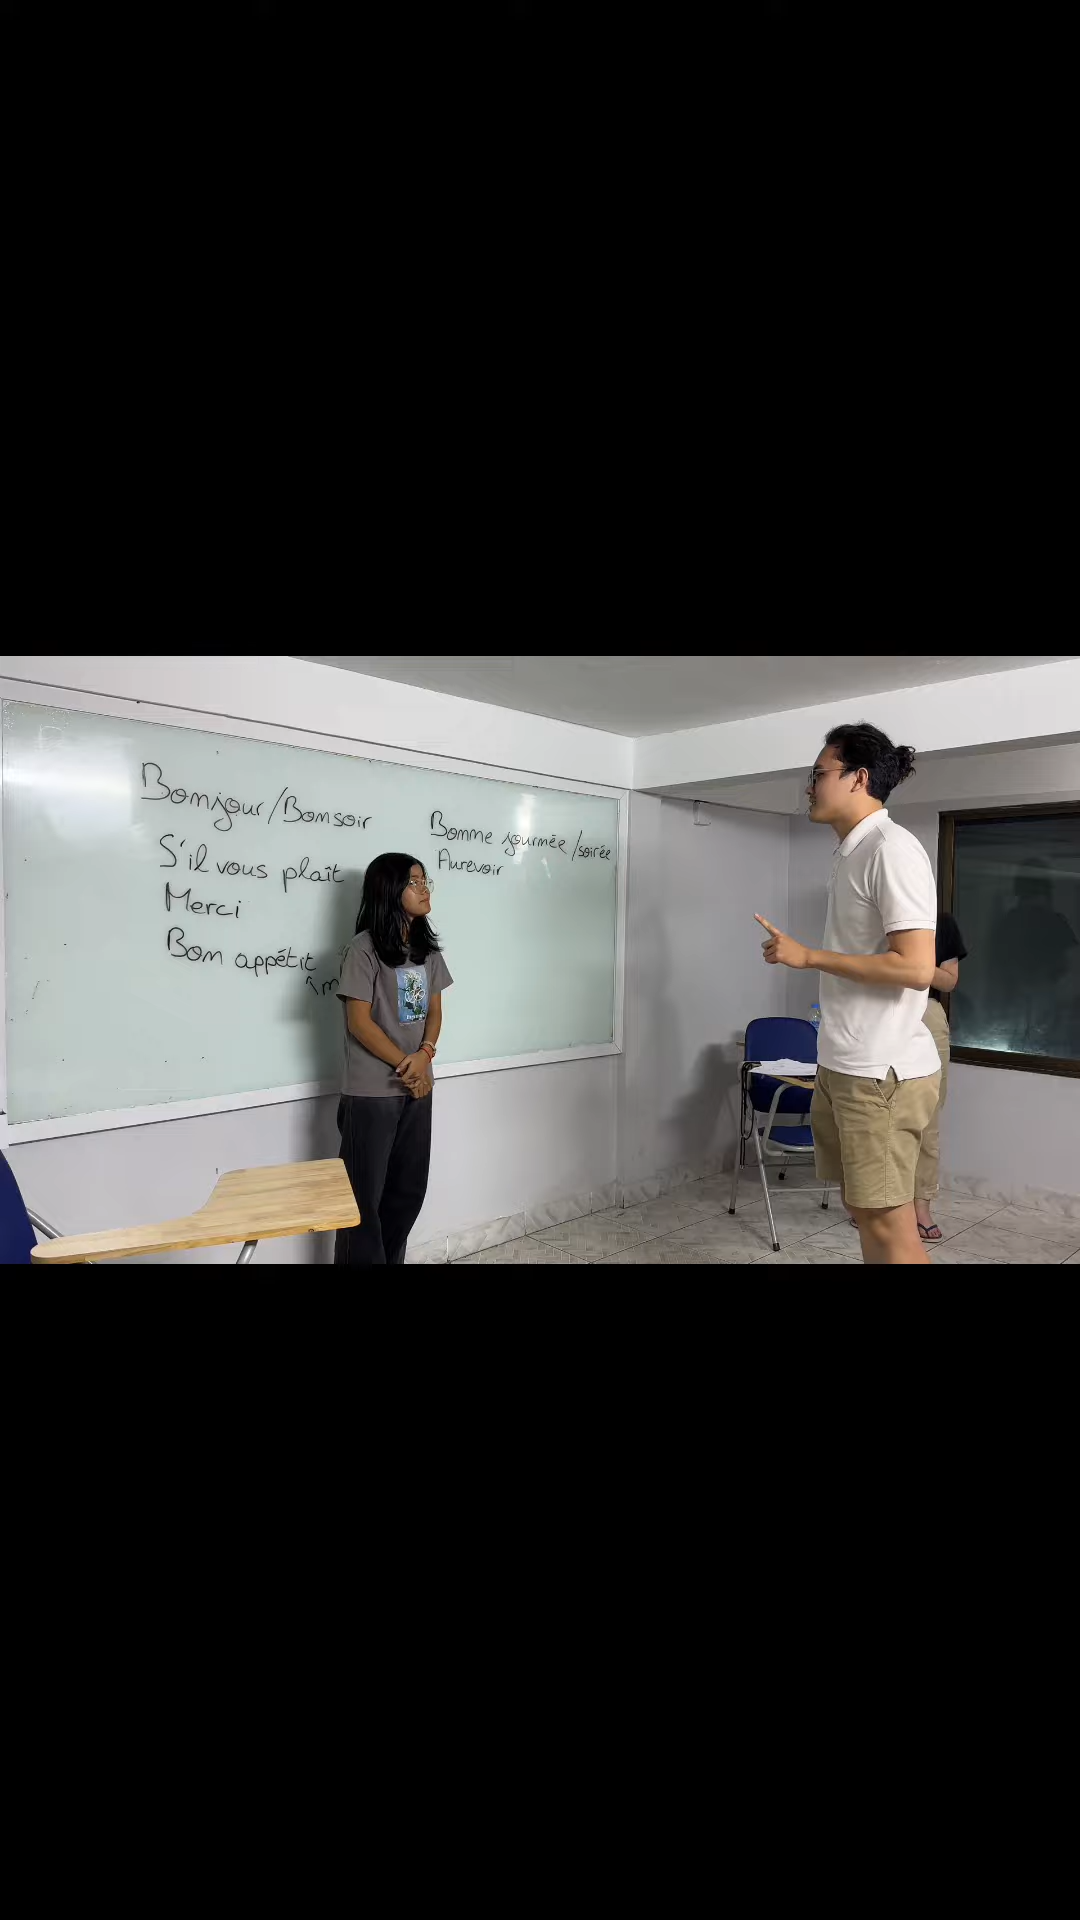 Bonjour/Bonsoir
S'il vous plaît
Merci
Bon appétit
Bonne journée/soirée
Aurevoir